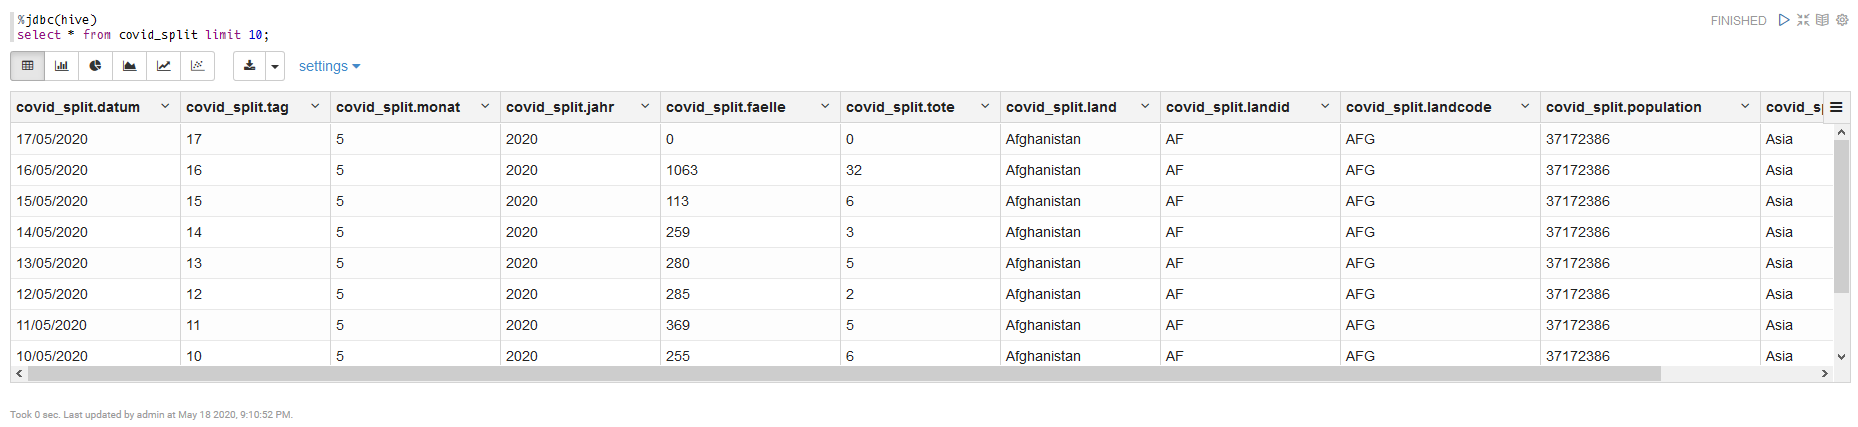 %jdbc(hive)
select * from covid_split limit 10;
FINISHED
settings
covid_split.datum covid_split.tag covid_split.monat covid_split.jahr covid_split.faelle covid_split.tote covid_split.land covid_split.landid covid_split.landcode covid_split.population covid_s
17/05/2020 17 5 2020 0 0 Afghanistan AF AFG 37172386 Asia
16/05/2020 16 5 2020 1063 32 Afghanistan AF AFG 37172386 Asia
15/05/2020 15 5 2020 113 6 Afghanistan AF AFG 37172386 Asia
14/05/2020 14 5 2020 259 3 Afghanistan AF AFG 37172386 Asia
13/05/2020 13 5 2020 280 5 Afghanistan AF AFG 37172386 Asia
12/05/2020 12 5 2020 285 2 Afghanistan AF AFG 37172386 Asia
11/05/2020 11 5 2020 369 5 Afghanistan AF AFG 37172386 Asia
10/05/2020 10 5 2020 255 6 Afghanistan AF AFG 37172386 Asia
Took 0 sec. Last updated by admin at May 18 2020, 9:10:52 PM.